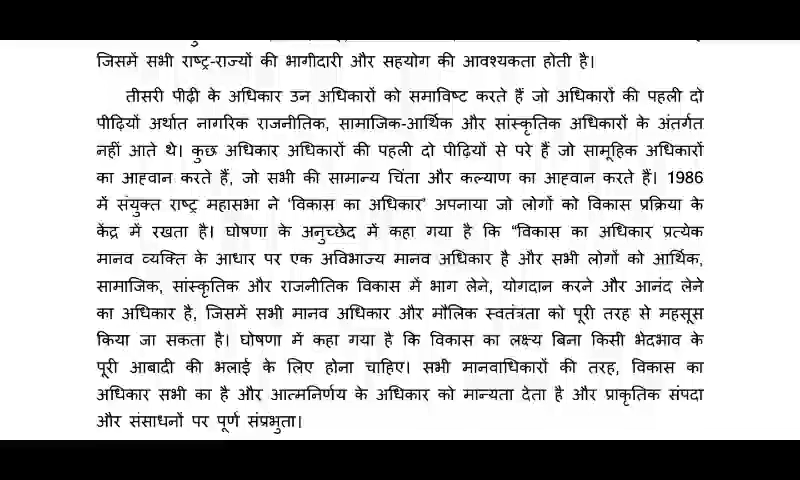 जिसमें सभी राष्ट्र-राज्यों की भागीदारी और सहयोग की आवश्यकता होती है।
तीसरी पीढ़ी के अधिकार उन अधिकारों को समाविष्ट करते हैं जो अधिकारों की पहली दो
पीढ़ियों अर्थात नागरिक राजनीतिक, सामाजिक-आर्थिक और सांस्कृतिक अधिकारों के अंतर्गत
नहीं आते थे। कुछ अधिकार अधिकारों की पहली दो पीढ़ियों से परे हैं जो सामूहिक अधिकारों
का आह्वान करते हैं, जो सभी की सामान्य चिंता और कल्याण का आह्वान करते हैं। 1986
में संयुक्त राष्ट्र महासभा ने 'विकास का अधिकार' अपनाया जो लोगों को विकास प्रक्रिया के
केंद्र में रखता है। घोषणा के अनुच्छेद में कहा गया है कि "विकास का अधिकार प्रत्येक
मानव व्यक्ति के आधार पर एक अविभाज्य मानव अधिकार है और सभी लोगों को आर्थिक,
सामाजिक, सांस्कृतिक और राजनीतिक विकास में भाग लेने, योगदान करने और आनंद लेने
का अधिकार है, जिसमें सभी मानव अधिकार और मौलिक स्वतंत्रता को पूरी तरह से महसूस
किया जा सकता है। घोषणा में कहा गया है कि विकास का लक्ष्य बिना किसी भेदभाव के
पूरी आबादी की भलाई के लिए होना चाहिए। सभी मानवाधिकारों की तरह, विकास का
अधिकार सभी का है और आत्मनिर्णय के अधिकार को मान्यता देता है और प्राकृतिक संपदा
और संसाधनों पर पूर्ण संप्रभुता।